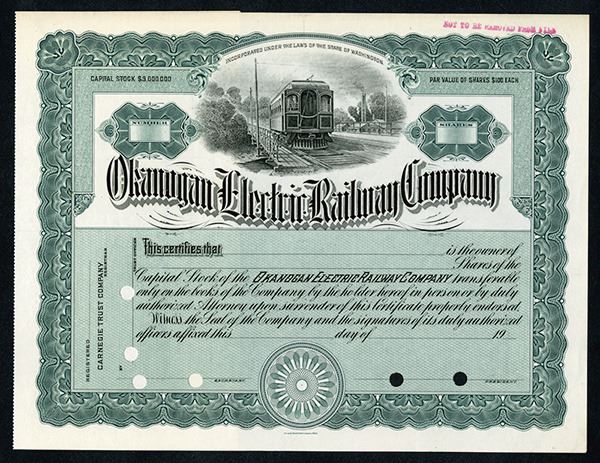 NOT TO BE REMOVED FROM FILE
INCORPORATED UNDER THE LAWS OF THE STATE OF WASHINGTON.
CAPITAL STOCK $3,000,000
PAR VALUE OF SHARES $100 EACH
NUMBER
SHARES
Okanogan Electric Railway Company
This certifies that
is the owner of
Shares of the
Capital Stock of the OKANOGAN ELECTRIC RAILWAY COMPANY transferable
only on the books of the Company by the holder hereof in person or by duly
authorized Attorney upon surrender of this Certificate properly endorsed.
Witness the Seal of the Company and the signatures of its duly authorized
officers affixed this day of 19
SECRETARY.
PRESIDENT.
REGISTERED
CARNEGIE TRUST COMPANY
REGISTRAR
BY